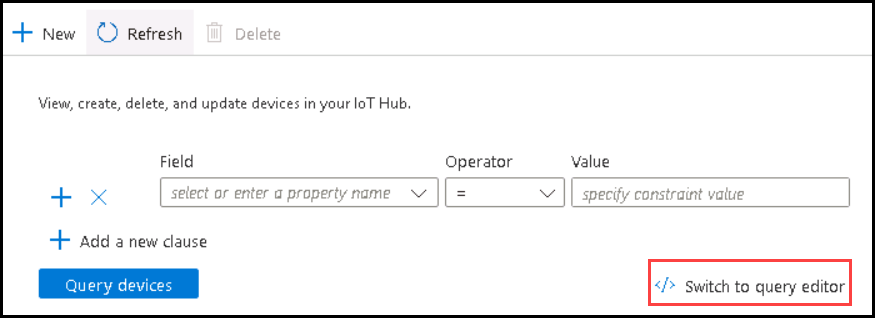 New Refresh Delete
View, create, delete, and update devices in your IoT Hub.
Field Operator Value
select or enter a property name = specify constraint value
Add a new clause
Query devices </> Switch to query editor